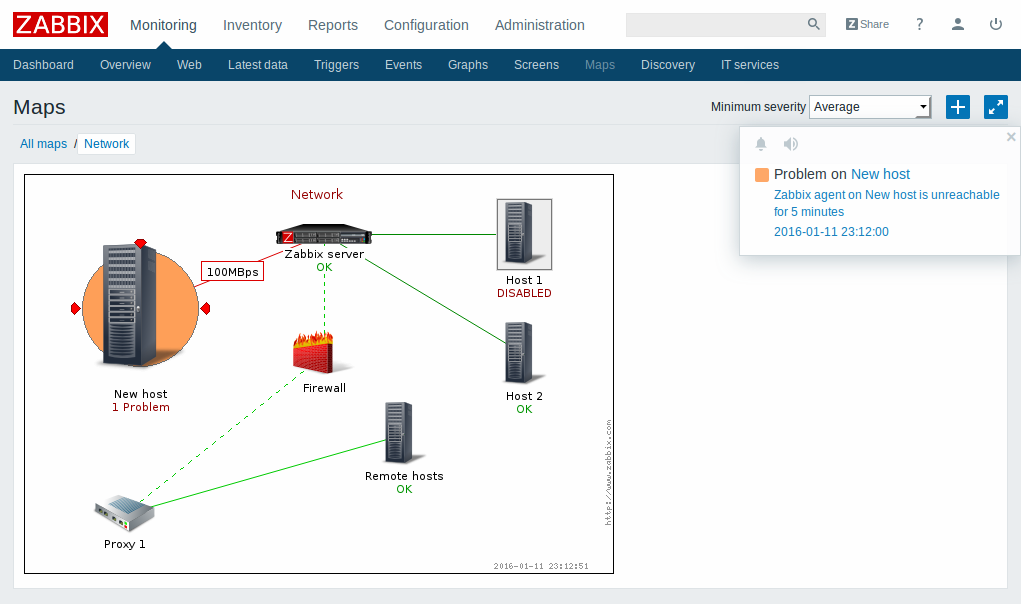 ZABBIX
Monitoring Inventory Reports Configuration Administration
Z Share ?
Dashboard Overview Web Latest data Triggers Events Graphs Screens Maps Discovery IT services
Maps
Minimum severity Average
All maps / Network
Problem on New host
Zabbix agent on New host is unreachable
for 5 minutes
2016-01-11 23:12:00
Network
Z
Zabbix server
OK
100MBps
Host 1
DISABLED
New host
1 Problem
Firewall
Host 2
OK
Remote hosts
OK
Proxy 1
http://www.zabbix.com
2016-01-11 23:12:51